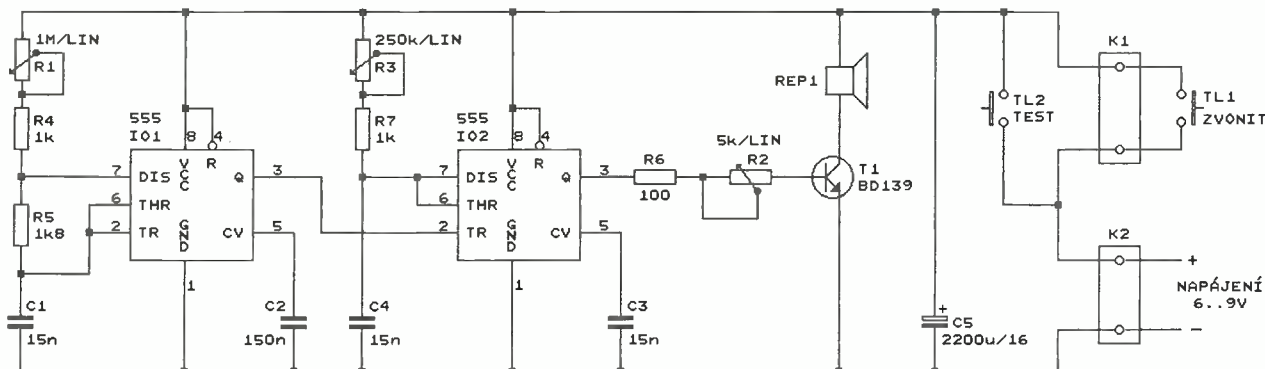 1M/LIN
R1
R4
1k
R5
1k8
C1
15n
555
IO1
8
4
VCC
R
7
DIS
Q
3
6
THR
2
TR
GND
CV
5
1
C2
150n
250k/LIN
R3
R7
1k
C4
15n
555
IO2
8
4
VCC
R
7
DIS
Q
3
6
THR
2
TR
GND
CV
5
1
C3
15n
R6
100
5k/LIN
R2
REP1
T1
BD139
+
C5
2200u/16
TL2
TEST
K1
TL1
ZVONIT
K2
+
NAPÁJENÍ
6..9V
−